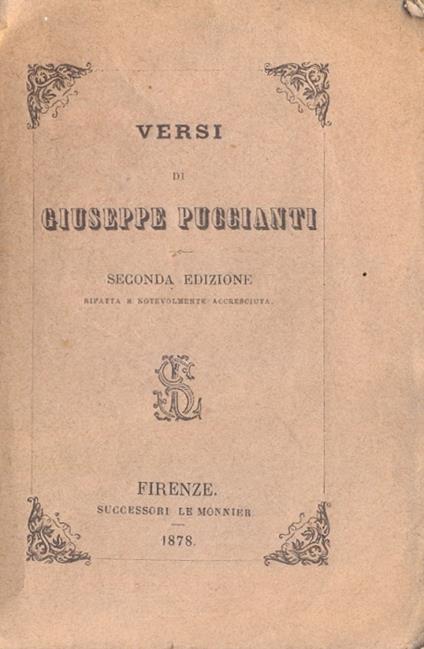 VERSI
DI
GIUSEPPE PUCCIANTI
SECONDA EDIZIONE
RIFATTA E NOTEVOLMENTE ACCRESCIUTA.
FIRENZE.
SUCCESSORI LE MONNIER
1878.